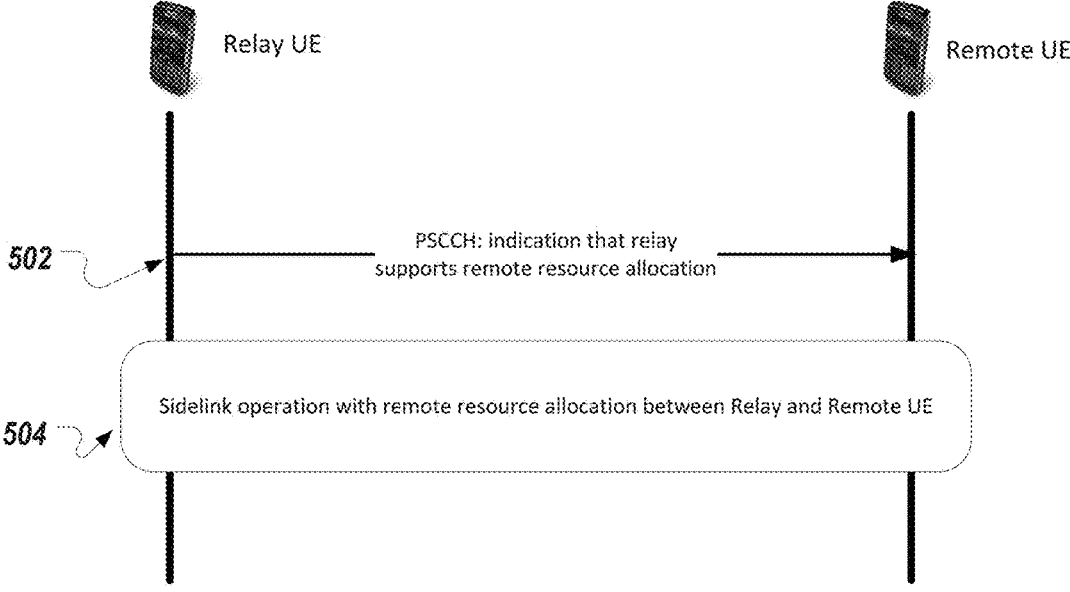 Relay UE
Remote UE
PSCCH: indication that relay
supports remote resource allocation
502
Sidelink operation with remote resource allocation between Relay and Remote UE
504